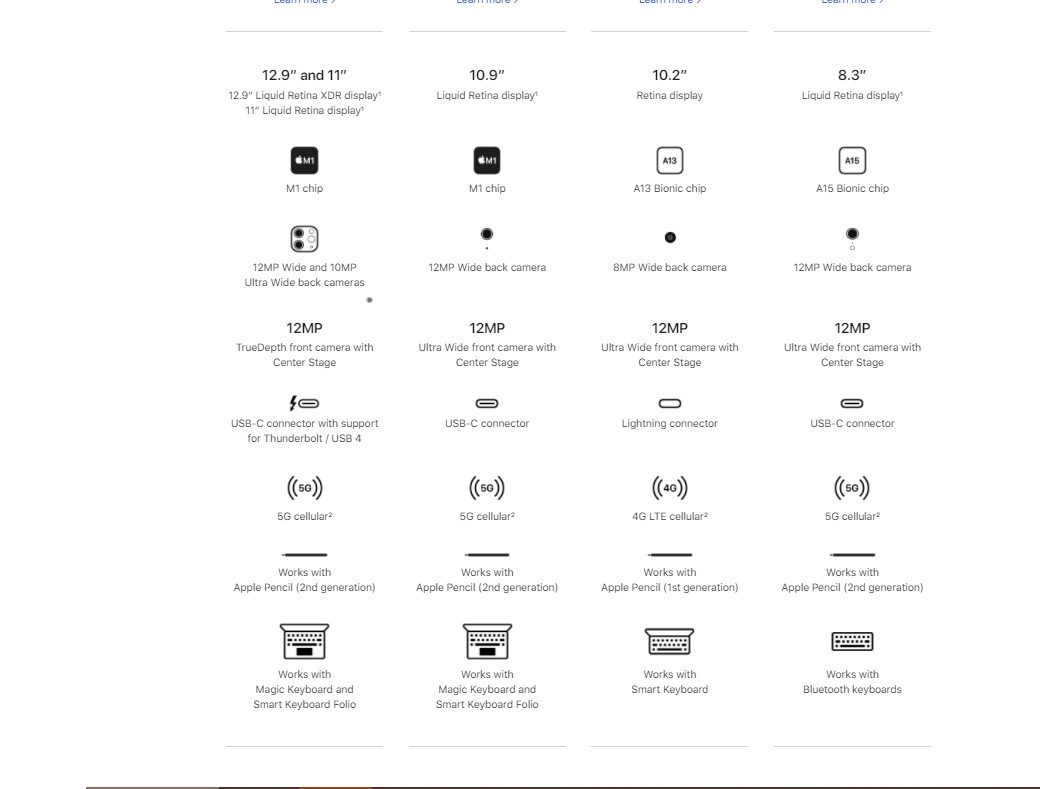 Learn more > Learn more > Learn more > Learn more >
12.9” and 11” 10.9” 10.2” 8.3”
12.9” Liquid Retina XDR display¹ Liquid Retina display¹ Retina display Liquid Retina display¹
11” Liquid Retina display¹
M1 M1 A13 A15
M1 chip M1 chip A13 Bionic chip A15 Bionic chip
12MP Wide and 10MP 12MP Wide back camera 8MP Wide back camera 12MP Wide back camera
Ultra Wide back cameras
12MP 12MP 12MP 12MP
TrueDepth front camera with Ultra Wide front camera with Ultra Wide front camera with Ultra Wide front camera with
Center Stage Center Stage Center Stage Center Stage
USB-C connector with support USB-C connector Lightning connector USB-C connector
for Thunderbolt / USB 4
5G 5G 4G 5G
5G cellular² 5G cellular² 4G LTE cellular² 5G cellular²
Works with Works with Works with Works with
Apple Pencil (2nd generation) Apple Pencil (2nd generation) Apple Pencil (1st generation) Apple Pencil (2nd generation)
Works with Works with Works with Works with
Magic Keyboard and Magic Keyboard and Smart Keyboard Bluetooth keyboards
Smart Keyboard Folio Smart Keyboard Folio